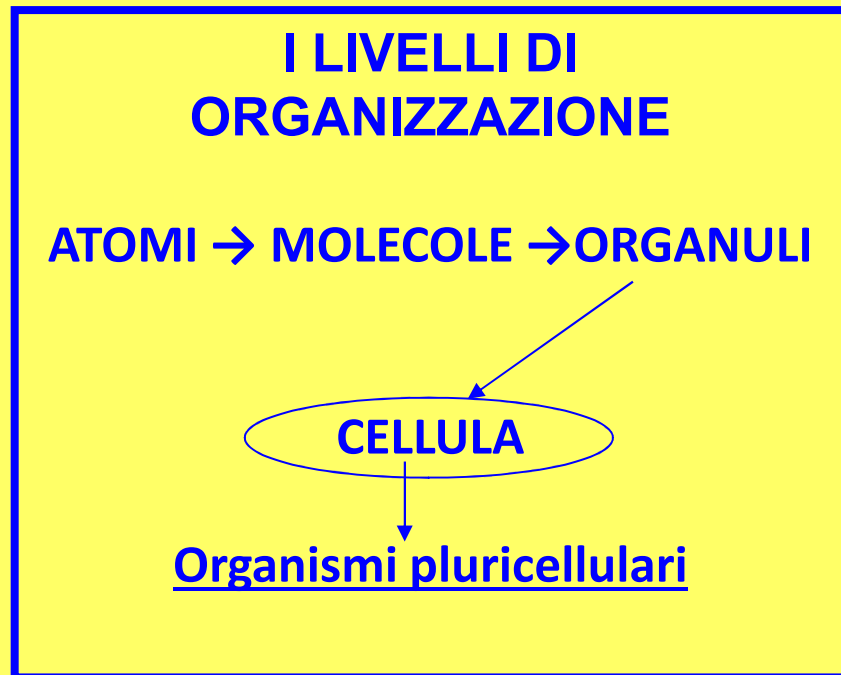 I LIVELLI DI
ORGANIZZAZIONE
ATOMI → MOLECOLE →ORGANULI
CELLULA
Organismi pluricellulari